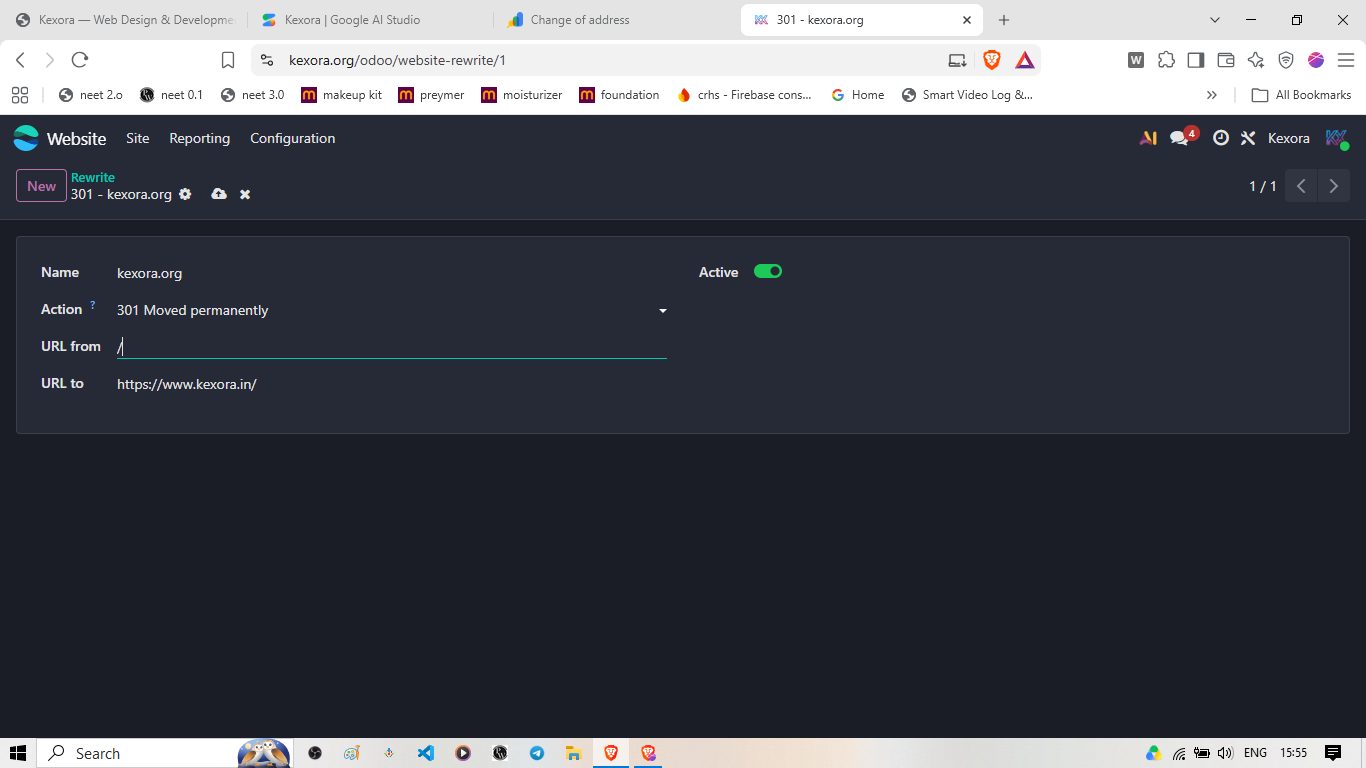 Kexora — Web Design & Developme
Kexora | Google AI Studio
Change of address
301 - kexora.org
kexora.org/odoo/website-rewrite/1
W
neet 2.o
neet 0.1
neet 3.0
makeup kit
preymer
moisturizer
foundation
crhs - Firebase cons...
Home
Smart Video Log &...
All Bookmarks
Website
Site
Reporting
Configuration
AI
4
Kexora
New
Rewrite
301 - kexora.org
1 / 1
Name
kexora.org
Active
Action ?
301 Moved permanently
URL from
/
URL to
https://www.kexora.in/
Search
ENG
15:55